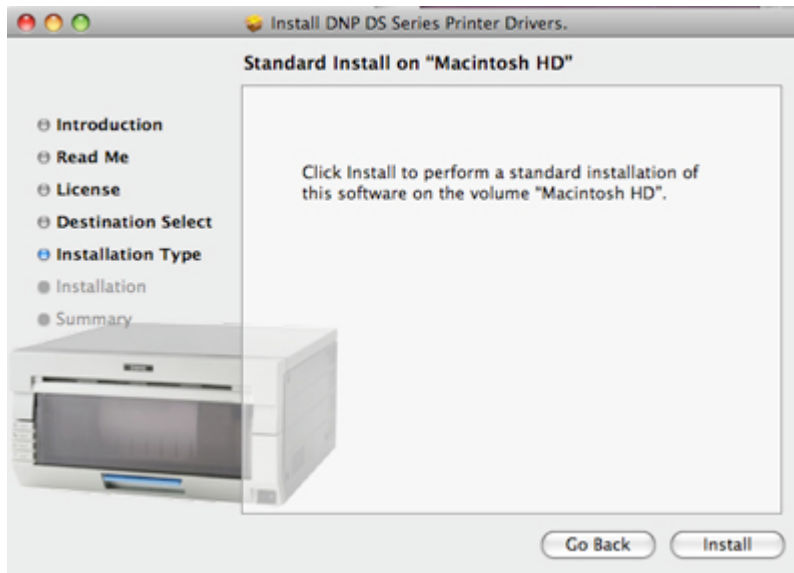 Install DNP DS Series Printer Drivers.
Standard Install on “Macintosh HD”
Introduction
Read Me
License
Destination Select
Installation Type
Installation
Summary
Click Install to perform a standard installation of
this software on the volume “Macintosh HD”.
Go Back
Install